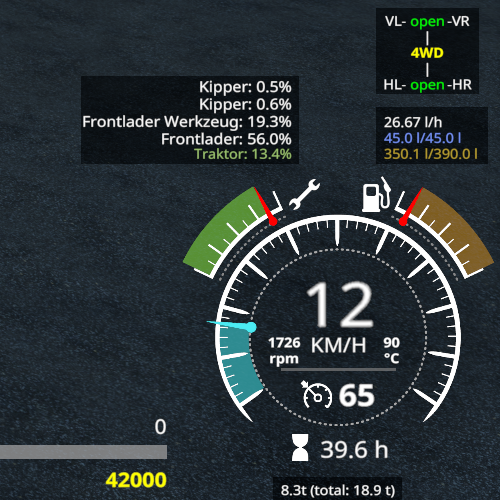 VL- open -VR
4WD
HL- open -HR
Kipper: 0.5%
Kipper: 0.6%
Frontlader Werkzeug: 19.3%
Frontlader: 56.0%
Traktor: 13.4%
26.67 l/h
45.0 l/45.0 l
350.1 l/390.0 l
12
1726 rpm
KM/H
90 °C
65
39.6 h
0
42000
8.3t (total: 18.9 t)